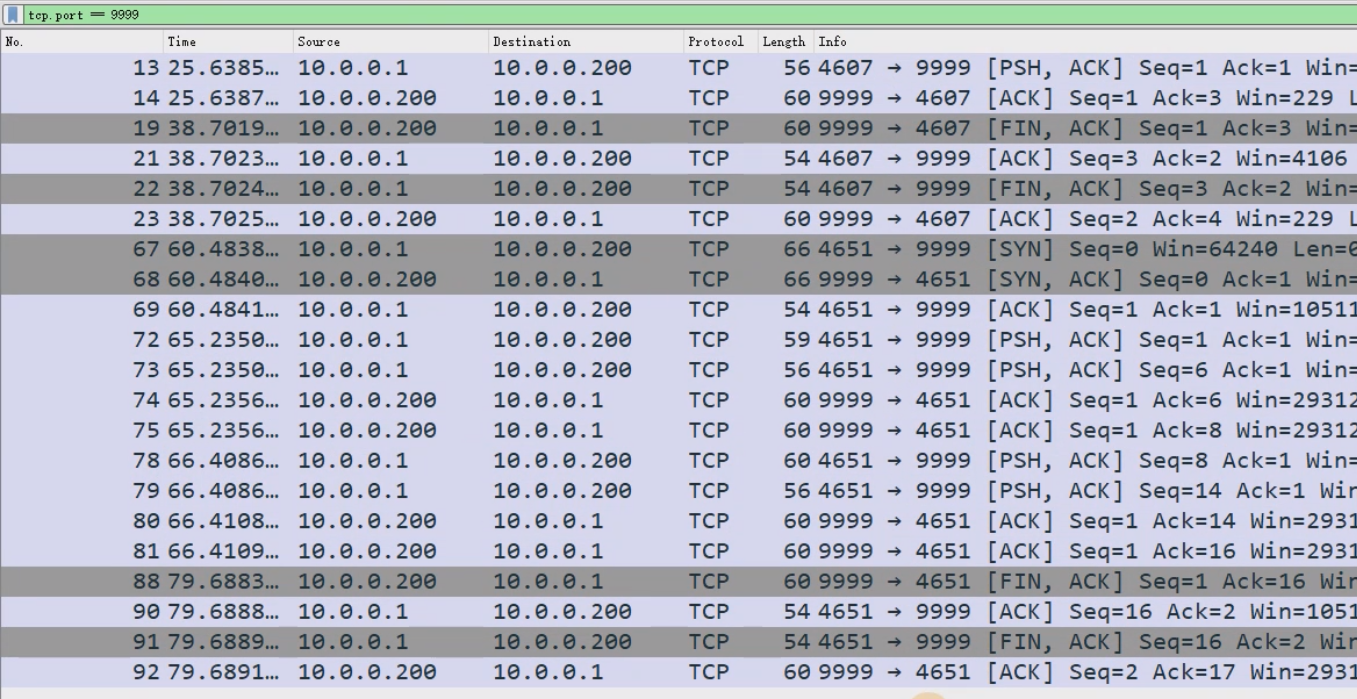 tcp.port == 9999
No. Time Source Destination Protocol Length Info
13 25.6385… 10.0.0.1 10.0.0.200 TCP 56 4607 → 9999 [PSH, ACK] Seq=1 Ack=1 Win=
14 25.6387… 10.0.0.200 10.0.0.1 TCP 60 9999 → 4607 [ACK] Seq=1 Ack=3 Win=229 L
19 38.7019… 10.0.0.200 10.0.0.1 TCP 60 9999 → 4607 [FIN, ACK] Seq=1 Ack=3 Win=
21 38.7023… 10.0.0.1 10.0.0.200 TCP 54 4607 → 9999 [ACK] Seq=3 Ack=2 Win=4106
22 38.7024… 10.0.0.1 10.0.0.200 TCP 54 4607 → 9999 [FIN, ACK] Seq=3 Ack=2 Win=
23 38.7025… 10.0.0.200 10.0.0.1 TCP 60 9999 → 4607 [ACK] Seq=2 Ack=4 Win=229 L
67 60.4838… 10.0.0.1 10.0.0.200 TCP 66 4651 → 9999 [SYN] Seq=0 Win=64240 Len=0
68 60.4840… 10.0.0.200 10.0.0.1 TCP 66 9999 → 4651 [SYN, ACK] Seq=0 Ack=1 Win=
69 60.4841… 10.0.0.1 10.0.0.200 TCP 54 4651 → 9999 [ACK] Seq=1 Ack=1 Win=10511
72 65.2350… 10.0.0.1 10.0.0.200 TCP 59 4651 → 9999 [PSH, ACK] Seq=1 Ack=1 Win=
73 65.2350… 10.0.0.1 10.0.0.200 TCP 56 4651 → 9999 [PSH, ACK] Seq=6 Ack=1 Win=
74 65.2356… 10.0.0.200 10.0.0.1 TCP 60 9999 → 4651 [ACK] Seq=1 Ack=6 Win=29312
75 65.2356… 10.0.0.200 10.0.0.1 TCP 60 9999 → 4651 [ACK] Seq=1 Ack=8 Win=29312
78 66.4086… 10.0.0.1 10.0.0.200 TCP 60 4651 → 9999 [PSH, ACK] Seq=8 Ack=1 Win=
79 66.4086… 10.0.0.1 10.0.0.200 TCP 56 4651 → 9999 [PSH, ACK] Seq=14 Ack=1 Win
80 66.4108… 10.0.0.200 10.0.0.1 TCP 60 9999 → 4651 [ACK] Seq=1 Ack=14 Win=2931
81 66.4109… 10.0.0.200 10.0.0.1 TCP 60 9999 → 4651 [ACK] Seq=1 Ack=16 Win=2931
88 79.6883… 10.0.0.200 10.0.0.1 TCP 60 9999 → 4651 [FIN, ACK] Seq=1 Ack=16 Win
90 79.6888… 10.0.0.1 10.0.0.200 TCP 54 4651 → 9999 [ACK] Seq=16 Ack=2 Win=1051
91 79.6889… 10.0.0.1 10.0.0.200 TCP 54 4651 → 9999 [FIN, ACK] Seq=16 Ack=2 Win
92 79.6891… 10.0.0.200 10.0.0.1 TCP 60 9999 → 4651 [ACK] Seq=2 Ack=17 Win=2931